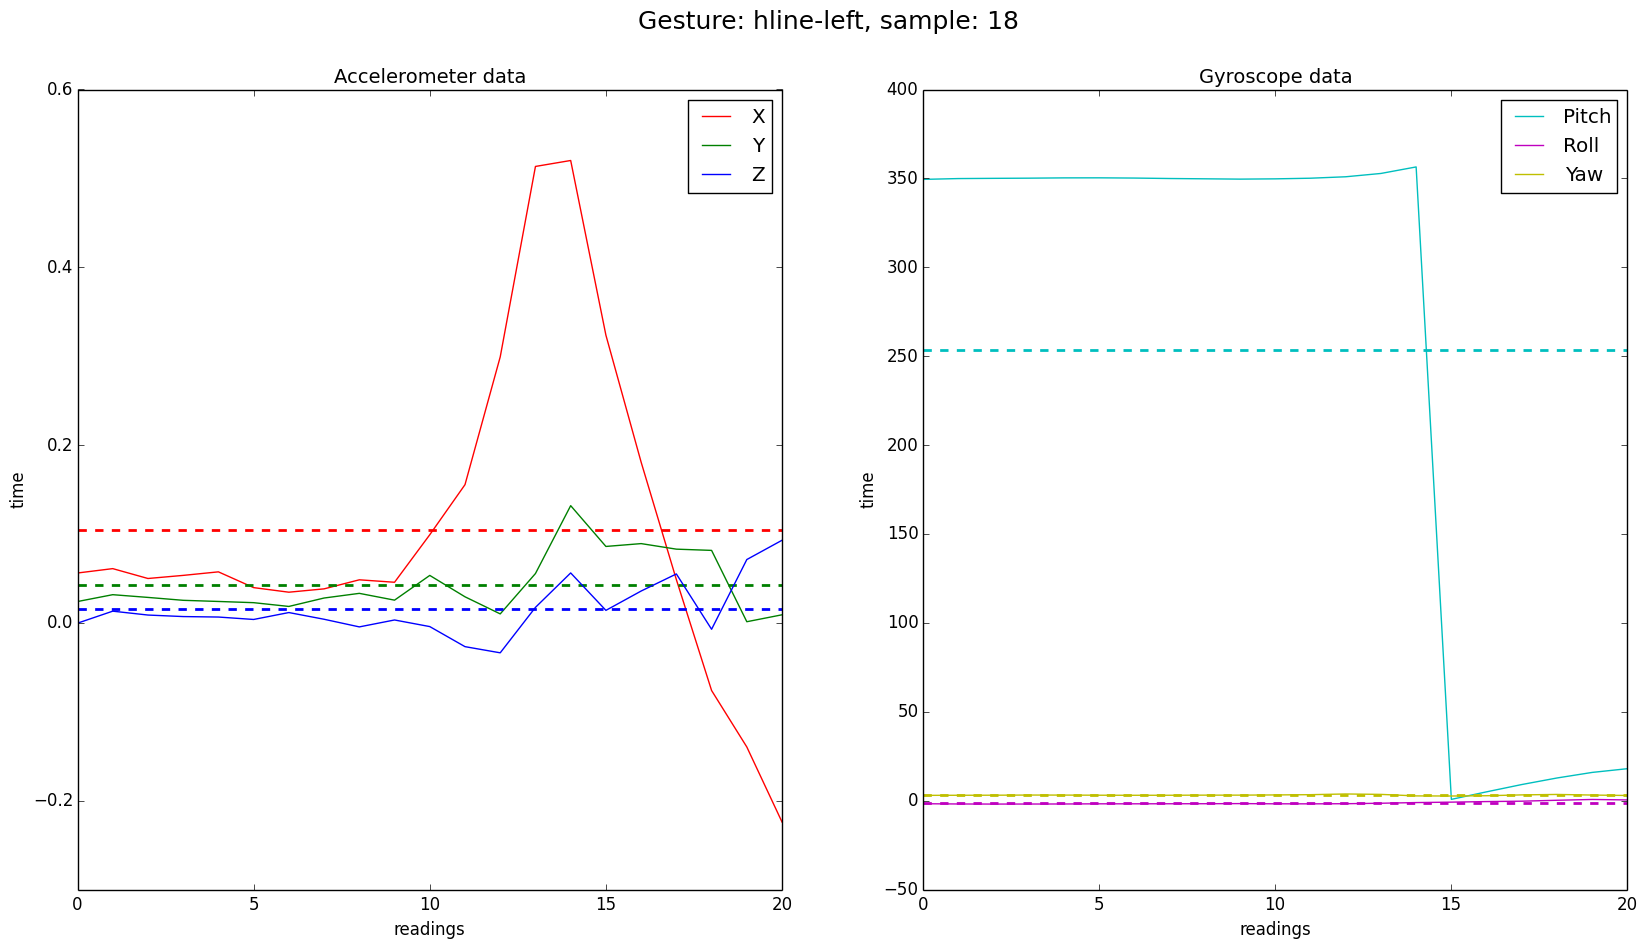 Gesture: hline-left, sample: 18
Accelerometer data
0.6
0.4
0.2
0.0
−0.2
time
0 5 10 15 20
readings
X
Y
Z
Gyroscope data
400
350
300
250
200
150
100
50
0
−50
time
0 5 10 15 20
readings
Pitch
Roll
Yaw